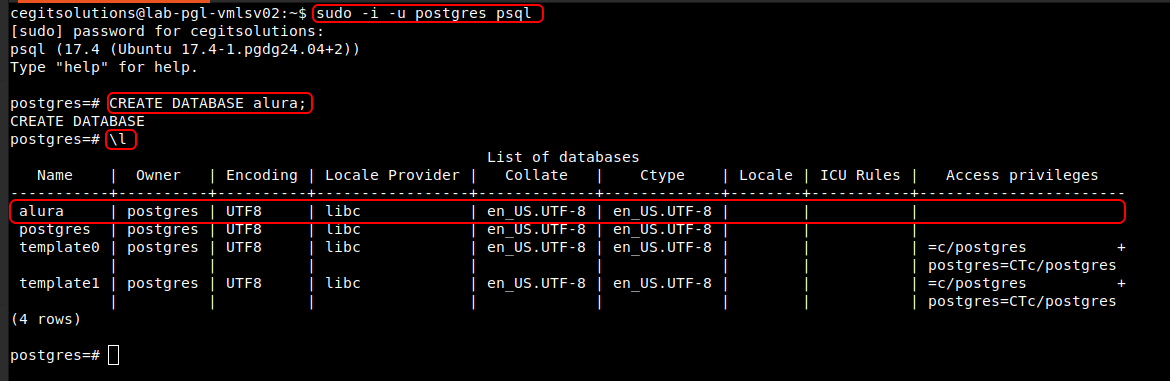 cegitsolutions@lab-pgl-vmlsv02:~$ sudo -i -u postgres psql
[sudo] password for cegitsolutions:
psql (17.4 (Ubuntu 17.4-1.pgdg24.04+2))
Type "help" for help.

postgres=# CREATE DATABASE alura;
CREATE DATABASE
postgres=# \l
                                                     List of databases
   Name    |  Owner   | Encoding | Locale Provider |   Collate   |    Ctype    | Locale | ICU Rules |   Access privileges
-----------+----------+----------+-----------------+-------------+-------------+--------+-----------+-----------------------
 alura     | postgres | UTF8     | libc            | en_US.UTF-8 | en_US.UTF-8 |        |           |
 postgres  | postgres | UTF8     | libc            | en_US.UTF-8 | en_US.UTF-8 |        |           |
 template0 | postgres | UTF8     | libc            | en_US.UTF-8 | en_US.UTF-8 |        |           | =c/postgres          +
           |          |          |                 |             |             |        |           | postgres=CTc/postgres
 template1 | postgres | UTF8     | libc            | en_US.UTF-8 | en_US.UTF-8 |        |           | =c/postgres          +
           |          |          |                 |             |             |        |           | postgres=CTc/postgres
(4 rows)

postgres=#